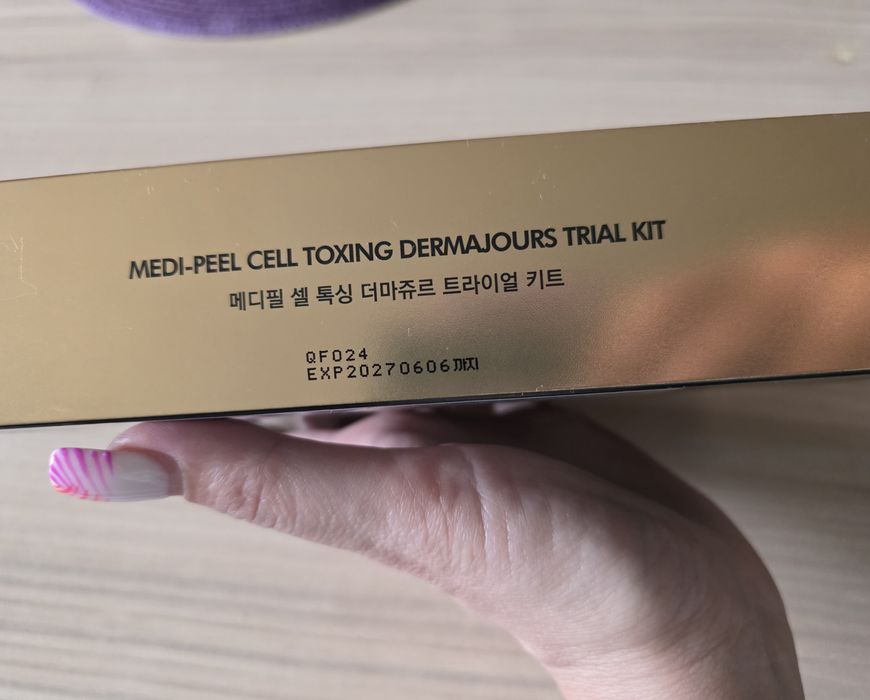 MEDI-PEEL CELL TOXING DERMAJOURS TRIAL KIT
메디필 셀 톡싱 더마쥬르 트라이얼 키트
QF024
EXP20270606까지